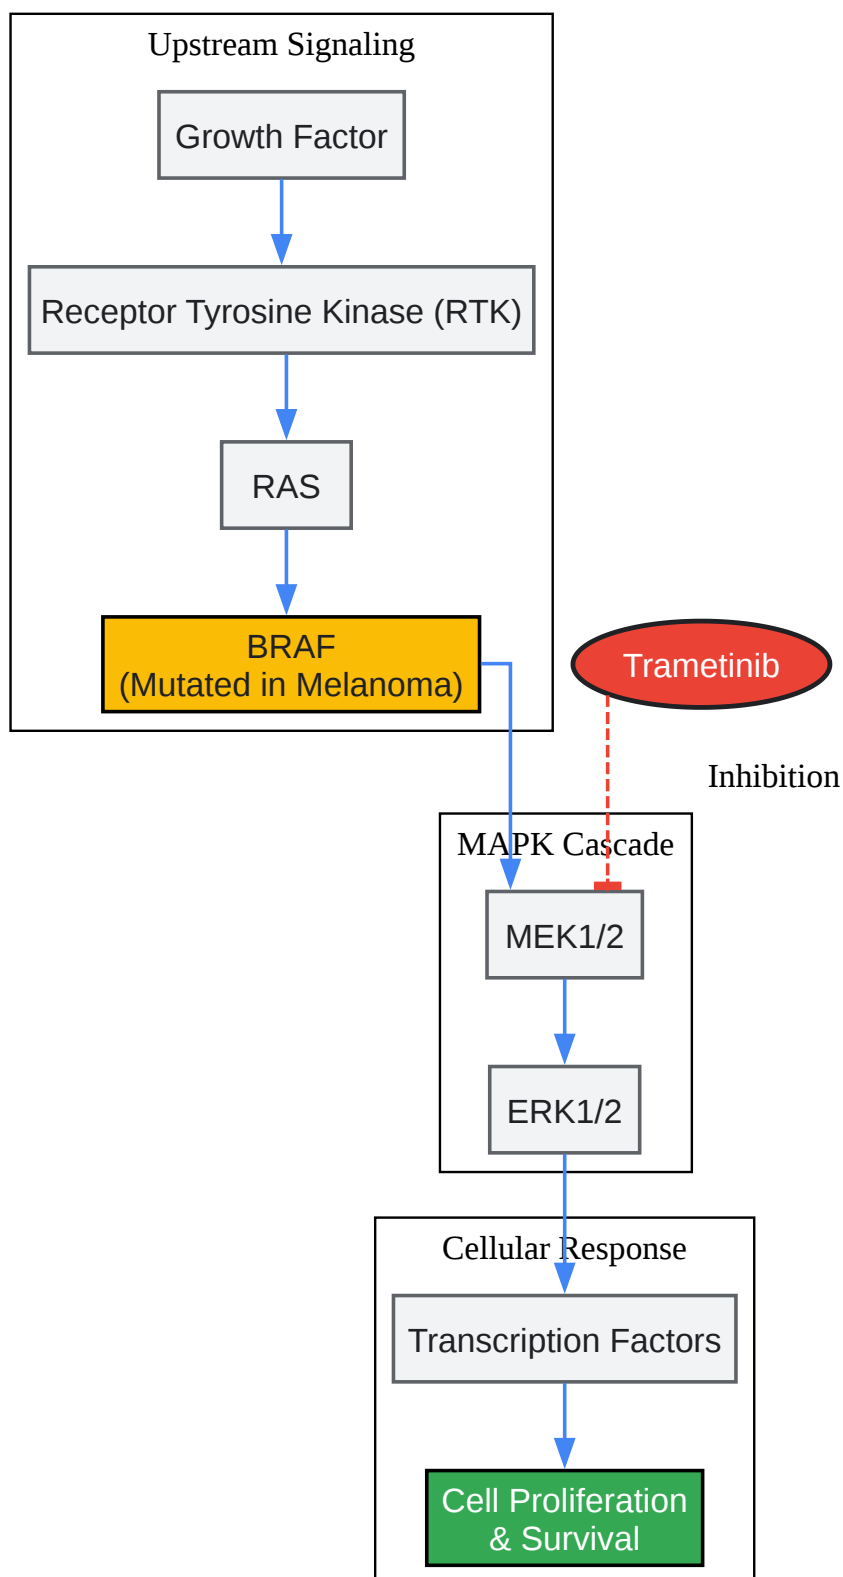 Upstream Signaling
Growth Factor
Receptor Tyrosine Kinase (RTK)
RAS
BRAF
(Mutated in Melanoma)
Trametinib
Inhibition
MAPK Cascade
MEK1/2
ERK1/2
Cellular Response
Transcription Factors
Cell Proliferation
& Survival